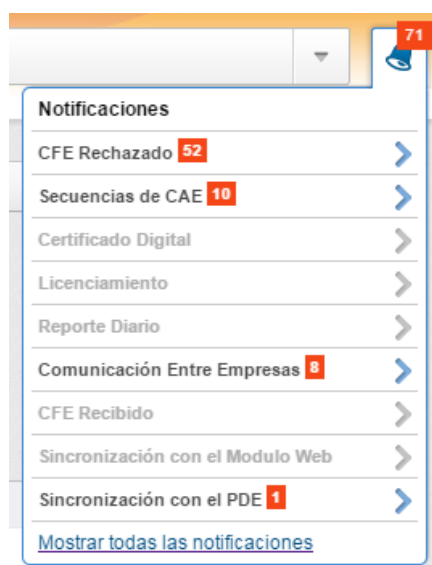 71
Notificaciones
CFE Rechazado 52
Secuencias de CAE 10
Certificado Digital
Licenciamiento
Reporte Diario
Comunicación Entre Empresas 8
CFE Recibido
Sincronización con el Modulo Web
Sincronización con el PDE 1
Mostrar todas las notificaciones